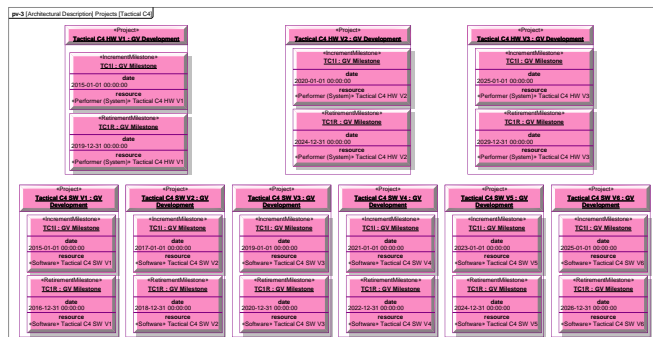 pv-3 [Architectural Description] Projects [Tactical C4]
«Project»
Tactical C4 HW V1 : GV Development
«IncrementMilestone»
TC1I : GV Milestone
date
2015-01-01 00:00:00
resource
«Performer (System)» Tactical C4 HW V1
«RetirementMilestone»
TC1R : GV Milestone
date
2019-12-31 00:00:00
resource
«Performer (System)» Tactical C4 HW V1
«Project»
Tactical C4 HW V2 : GV Development
«IncrementMilestone»
TC1I : GV Milestone
date
2020-01-01 00:00:00
resource
«Performer (System)» Tactical C4 HW V2
«RetirementMilestone»
TC1R : GV Milestone
date
2024-12-31 00:00:00
resource
«Performer (System)» Tactical C4 HW V2
«Project»
Tactical C4 HW V3 : GV Development
«IncrementMilestone»
TC1I : GV Milestone
date
2025-01-01 00:00:00
resource
«Performer (System)» Tactical C4 HW V3
«RetirementMilestone»
TC1R : GV Milestone
date
2029-12-31 00:00:00
resource
«Performer (System)» Tactical C4 HW V3
«Project»
Tactical C4 SW V1 : GV
Development
«IncrementMilestone»
TC1I : GV Milestone
date
2015-01-01 00:00:00
resource
«Software» Tactical C4 SW V1
«RetirementMilestone»
TC1R : GV Milestone
date
2016-12-31 00:00:00
resource
«Software» Tactical C4 SW V1
«Project»
Tactical C4 SW V2 : GV
Development
«IncrementMilestone»
TC1I : GV Milestone
date
2017-01-01 00:00:00
resource
«Software» Tactical C4 SW V2
«RetirementMilestone»
TC1R : GV Milestone
date
2018-12-31 00:00:00
resource
«Software» Tactical C4 SW V2
«Project»
Tactical C4 SW V3 : GV
Development
«IncrementMilestone»
TC1I : GV Milestone
date
2019-01-01 00:00:00
resource
«Software» Tactical C4 SW V3
«RetirementMilestone»
TC1R : GV Milestone
date
2020-12-31 00:00:00
resource
«Software» Tactical C4 SW V3
«Project»
Tactical C4 SW V4 : GV
Development
«IncrementMilestone»
TC1I : GV Milestone
date
2021-01-01 00:00:00
resource
«Software» Tactical C4 SW V4
«RetirementMilestone»
TC1R : GV Milestone
date
2022-12-31 00:00:00
resource
«Software» Tactical C4 SW V4
«Project»
Tactical C4 SW V5 : GV
Development
«IncrementMilestone»
TC1I : GV Milestone
date
2023-01-01 00:00:00
resource
«Software» Tactical C4 SW V5
«RetirementMilestone»
TC1R : GV Milestone
date
2024-12-31 00:00:00
resource
«Software» Tactical C4 SW V5
«Project»
Tactical C4 SW V6 : GV
Development
«IncrementMilestone»
TC1I : GV Milestone
date
2025-01-01 00:00:00
resource
«Software» Tactical C4 SW V6
«RetirementMilestone»
TC1R : GV Milestone
date
2026-12-31 00:00:00
resource
«Software» Tactical C4 SW V6